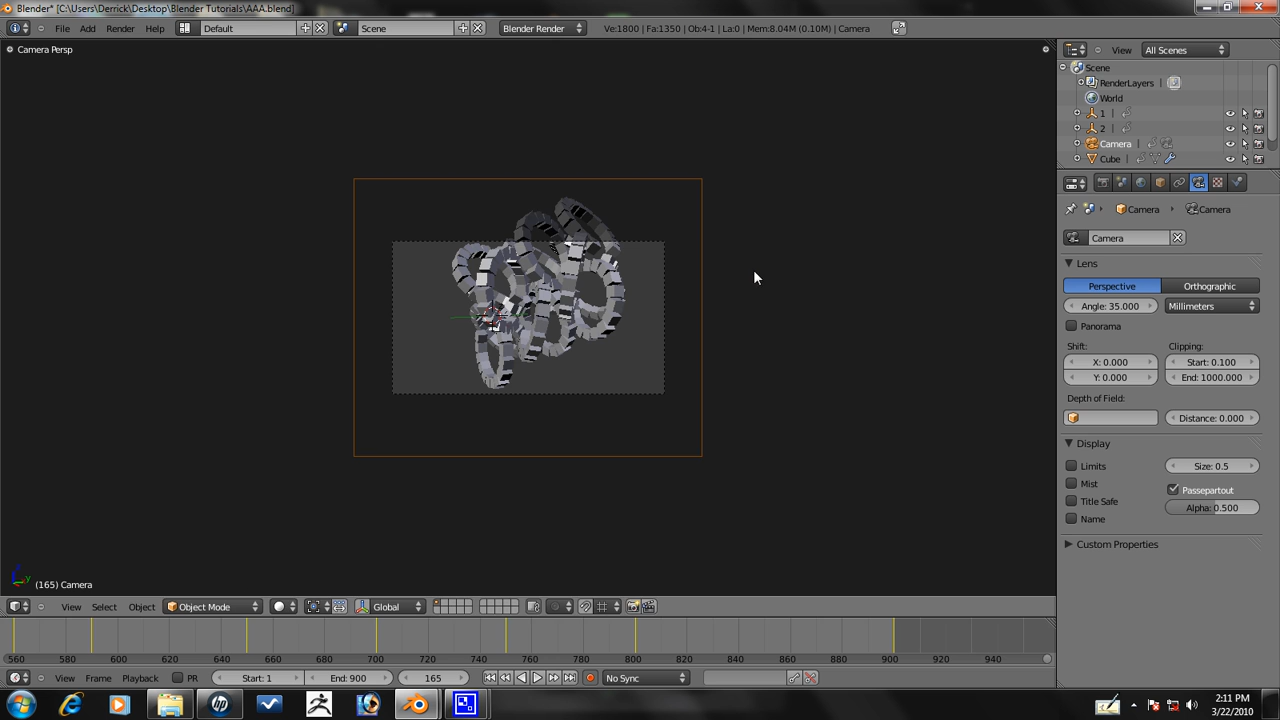 Blender* [C:\Users\Derrick\Desktop\Blender Tutorials\AAA.blend]
File Add Render Help Default Scene Blender Render Ve:1800 | Fa:1350 | Ob:4-1 | La:0 | Mem:8.04M (0.10M) | Camera
Camera Persp
View All Scenes
Scene
RenderLayers |
World
1 |
2 |
Camera |
Cube |
Camera Camera
Camera
Lens
Perspective Orthographic
Angle: 35.000 Millimeters
Panorama
Shift: Clipping:
X: 0.000 Start: 0.100
Y: 0.000 End: 1000.000
Depth of Field:
Distance: 0.000
Display
Limits Size: 0.5
Mist Passepartout
Title Safe Alpha: 0.500
Name
Custom Properties
y
(165) Camera
View Select Object Object Mode Global
560 580 600 620 640 660 680 700 720 740 760 780 800 820 840 860 880 900 920 940
View Frame Playback PR Start: 1 End: 900 165 No Sync
2:11 PM
3/22/2010